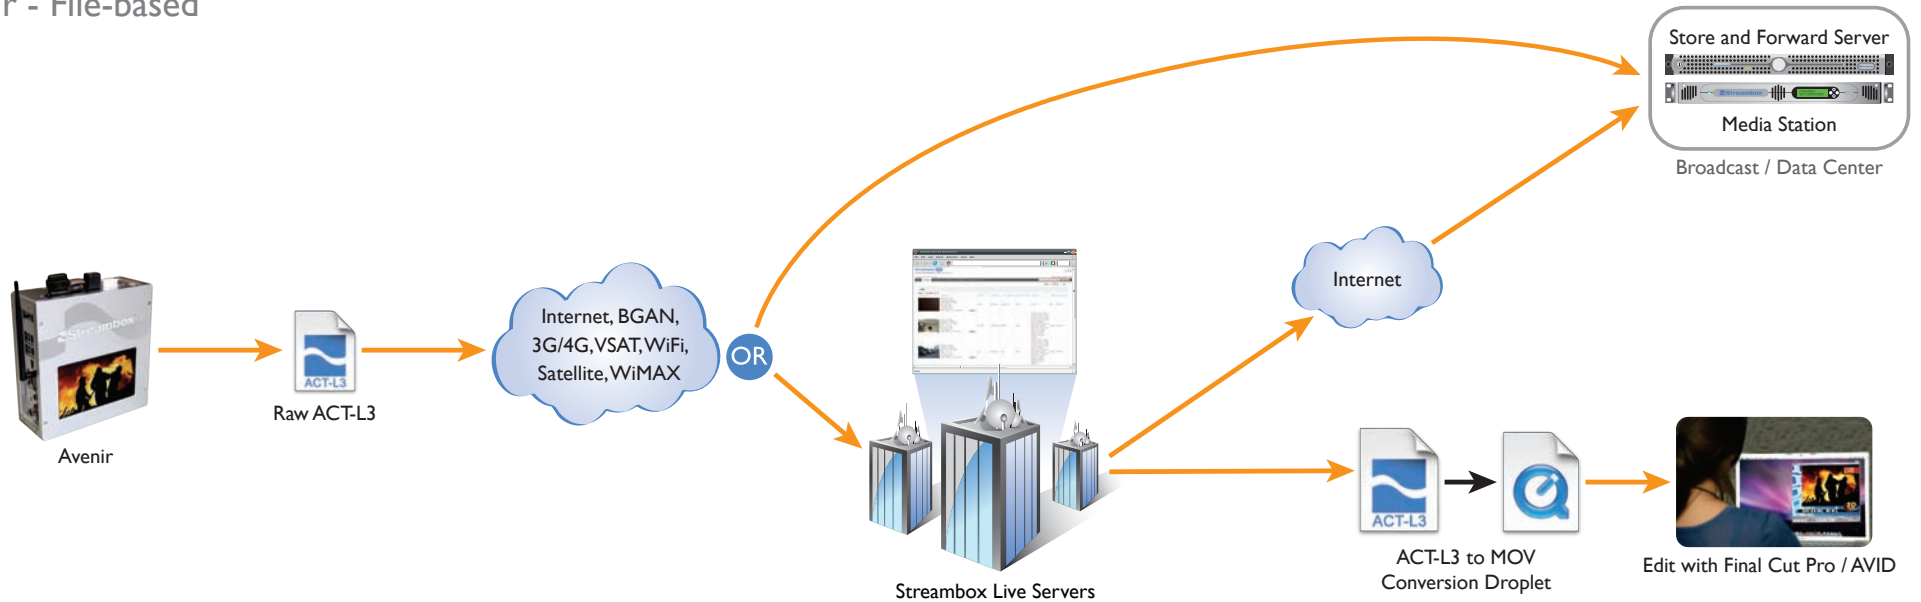 r - File-based
Store and Forward Server
Streambox
Media Station
Broadcast / Data Center
Internet
Internet, BGAN,
3G/4G, VSAT, WiFi,
Satellite, WiMAX
OR
Streambox
ACT-L3
Raw ACT-L3
Avenir
Streambox Live Servers
ACT-L3
ACT-L3 to MOV
Conversion Droplet
Edit with Final Cut Pro / AVID